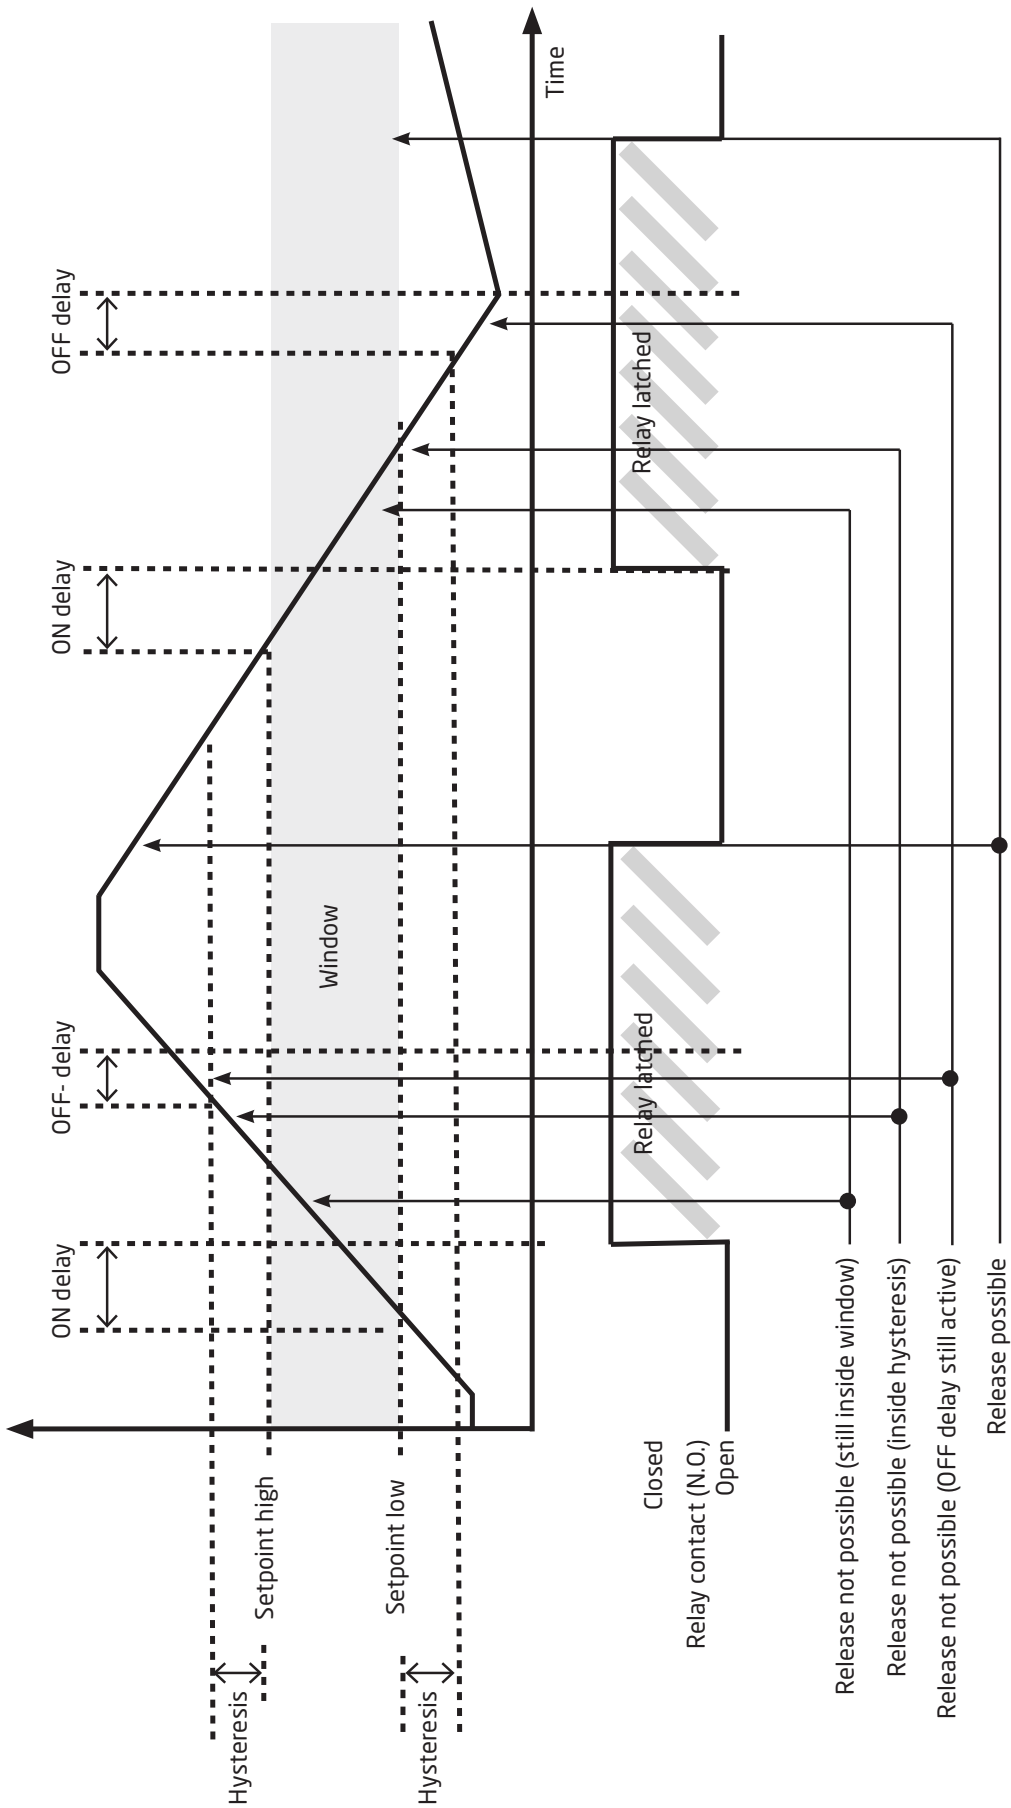 ON delay
OFF- delay
ON delay
OFF delay
Hysteresis
Setpoint high
Window
Setpoint low
Hysteresis
Time
Closed
Relay contact (N.O.)
Open
Relay latched
Relay latched
Release not possible (still inside window)
Release not possible (inside hysteresis)
Release not possible (OFF delay still active)
Release possible